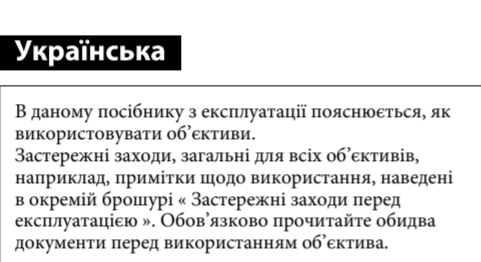 Українська
В даному посібнику з експлуатації пояснюється, як
використовувати об’єктиви.
Застережні заходи, загальні для всіх об’єктивів,
наприклад, примітки щодо використання, наведені
в окремій брошурі « Застережні заходи перед
експлуатацією ». Обов’язково прочитайте обидва
документи перед використанням об’єктива.